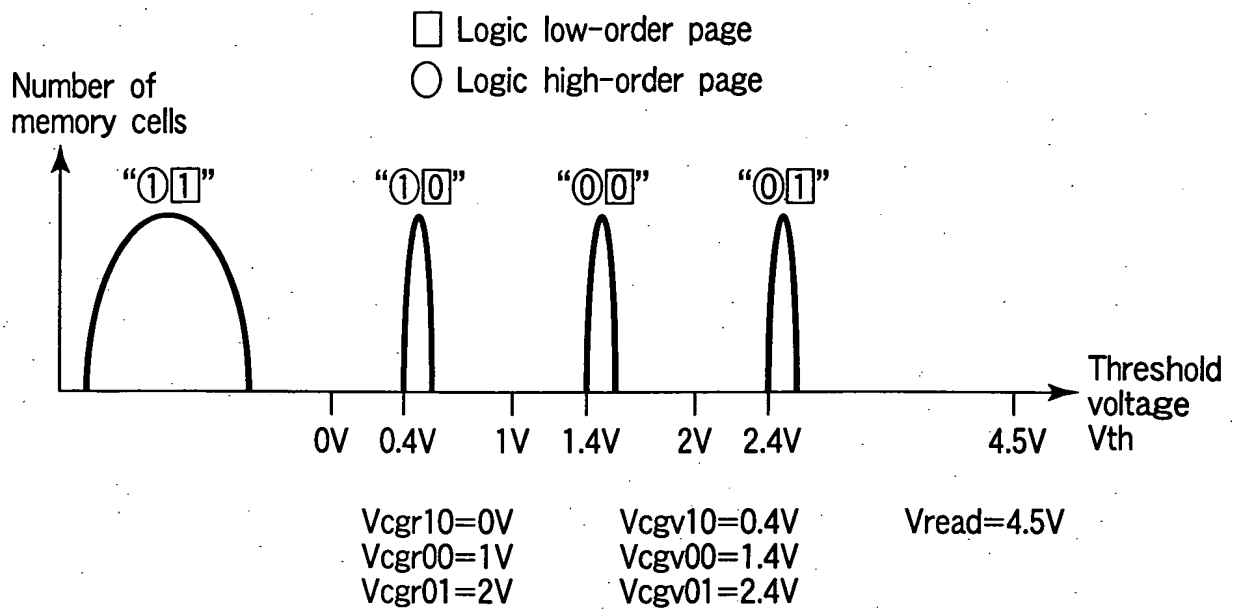 Logic low-order page
Logic high-order page
Number of
memory cells
“11” “10” “00” “01”
Threshold
voltage
Vth
0V 0.4V 1V 1.4V 2V 2.4V 4.5V
Vcgr10=0V Vcgv10=0.4V Vread=4.5V
Vcgr00=1V Vcgv00=1.4V
Vcgr01=2V Vcgv01=2.4V